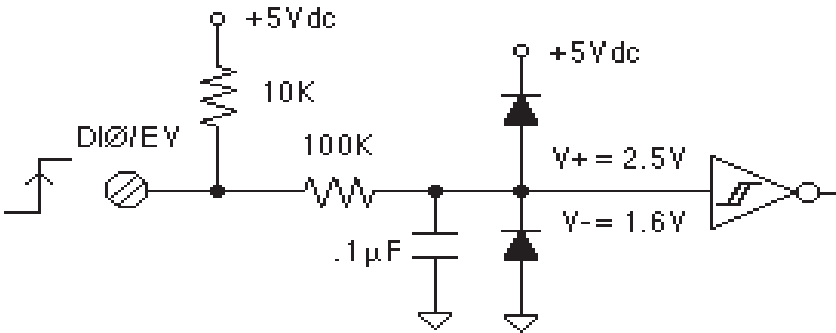 +5Vdc
+5Vdc
10K
DIØ/EV
100K
V+ = 2.5V
V- = 1.6V
.1µF